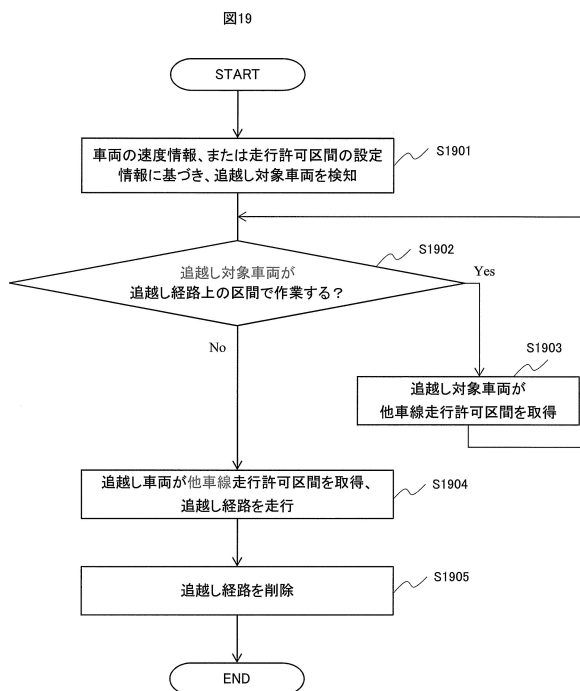 図19
START
車両の速度情報、または走行許可区間の設定
情報に基づき、追越し対象車両を検知
S1901
S1902
追越し対象車両が
追越し経路上の区間で作業する？
Yes
No
S1903
追越し対象車両が
他車線走行許可区間を取得
追越し車両が他車線走行許可区間を取得、
追越し経路を走行
S1904
追越し経路を削除
S1905
END